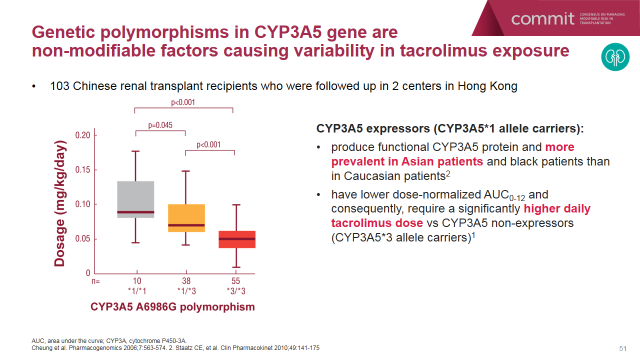 commit
CONSENSUS ON MANAGING
MODIFIABLE RISK IN
TRANSPLANTATION
Genetic polymorphisms in CYP3A5 gene are
non-modifiable factors causing variability in tacrolimus exposure
• 103 Chinese renal transplant recipients who were followed up in 2 centers in Hong Kong
p<0.001
p=0.045
p<0.001
Dosage (mg/kg/day)
0.20
0.15
0.10
0.05
0
n= 10 38 55
*1/*1 *1/*3 *3/*3
CYP3A5 A6986G polymorphism
CYP3A5 expressors (CYP3A5*1 allele carriers):
• produce functional CYP3A5 protein and more
prevalent in Asian patients and black patients than
in Caucasian patients2
• have lower dose-normalized AUC0-12 and
consequently, require a significantly higher daily
tacrolimus dose vs CYP3A5 non-expressors
(CYP3A5*3 allele carriers)1
AUC, area under the curve; CYP3A, cytochrome P450-3A.
Cheung et al. Pharmacogenomics 2006;7:563-574. 2. Staatz CE, et al. Clin Pharmacokinet 2010;49:141-175
51